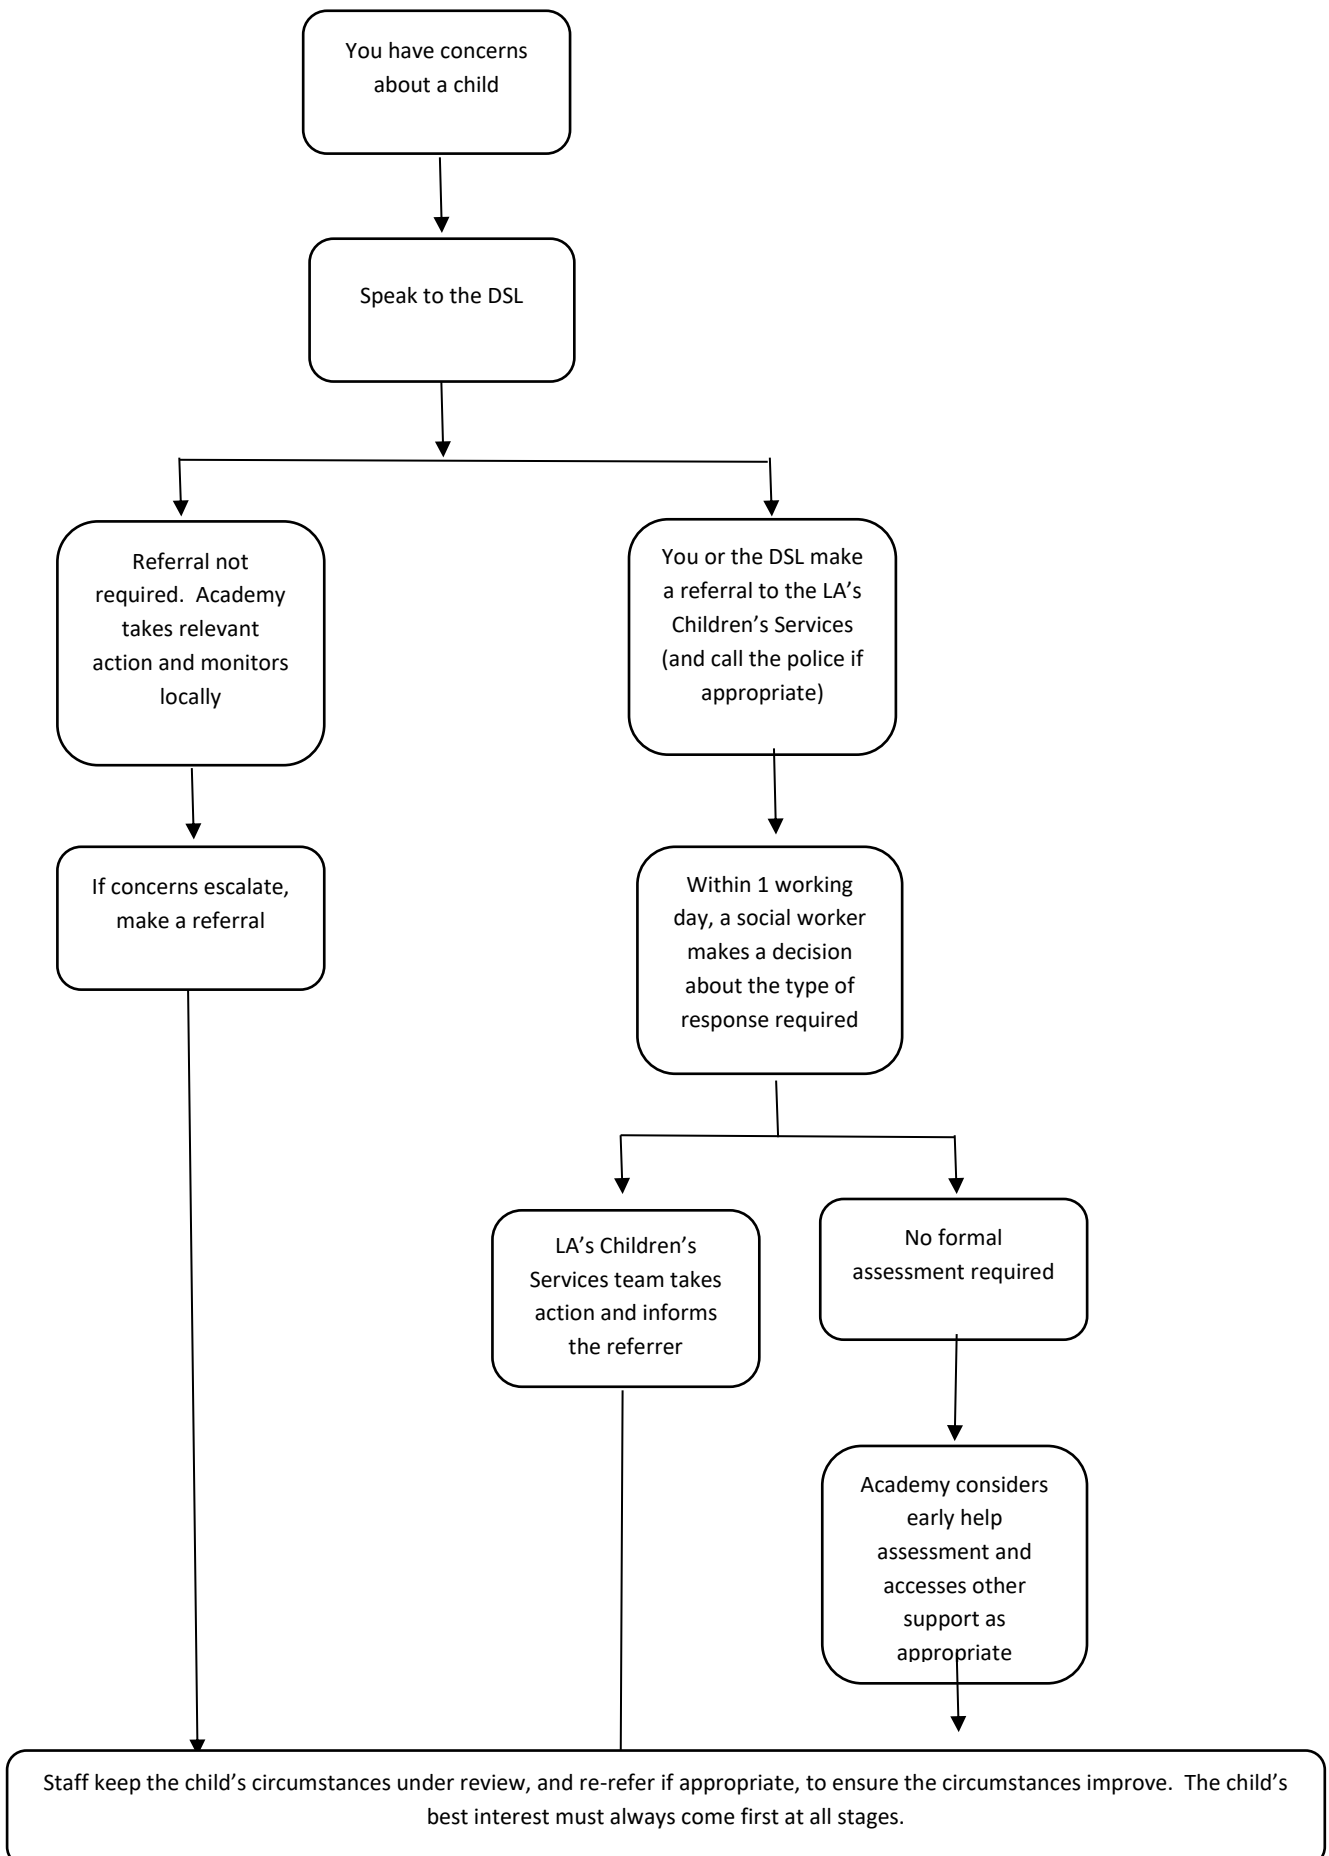 You have concerns
about a child
Speak to the DSL
Referral not
required.  Academy
takes relevant
action and monitors
locally
You or the DSL make
a referral to the LA’s
Children’s Services
(and call the police if
appropriate)
If concerns escalate,
make a referral
Within 1 working
day, a social worker
makes a decision
about the type of
response required
LA’s Children’s
Services team takes
action and informs
the referrer
No formal
assessment required
Academy considers
early help
assessment and
accesses other
support as
appropriate
Staff keep the child’s circumstances under review, and re-refer if appropriate, to ensure the circumstances improve.  The child’s
best interest must always come first at all stages.